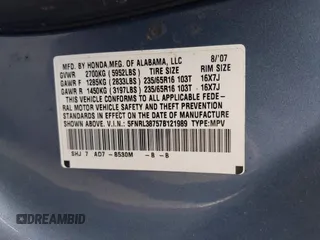 MFD. BY HONDA MFG. OF ALABAMA, LLC 8/'07
GVWR 2700KG (5952LBS) TIRE SIZE RIM SIZE
GAWR F 1285KG (2833LBS) 235/65R16 103T 16X7J
GAWR R 1450KG (3197LBS) 235/65R16 103T 16X7J
THIS VEHICLE CONFORMS TO ALL APPLICABLE FEDE-
RAL MOTOR VEHICLE SAFETY AND THEFT PREVENTION
STANDARDS IN EFFECT ON THE DATE OF MANUFACTURE
SHOWN ABOVE. V.I.N.: 5FNRL387578121989 TYPE:MPV
SHJ 7 AO7- -B-B
DREAMBID